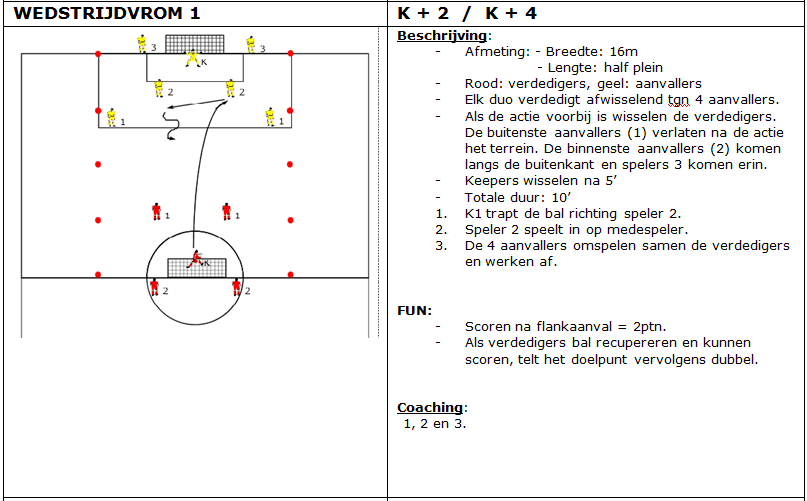 WEDSTRIJDVROM 1
K + 2 / K + 4
3
3
K
2
2
1
1
1
1
K
2
2
Beschrijving:
- Afmeting: - Breedte: 16m
- Lengte: half plein
- Rood: verdedigers, geel: aanvallers
- Elk duo verdedigt afwisselend tgn 4 aanvallers.
- Als de actie voorbij is wisselen de verdedigers.
De buitenste aanvallers (1) verlaten na de actie
het terrein. De binnenste aanvallers (2) komen
langs de buitenkant en spelers 3 komen erin.
- Keepers wisselen na 5’
- Totale duur: 10’
1. K1 trapt de bal richting speler 2.
2. Speler 2 speelt in op medespeler.
3. De 4 aanvallers omspelen samen de verdedigers
en werken af.
FUN:
- Scoren na flankaanval = 2ptn.
- Als verdedigers bal recupereren en kunnen
scoren, telt het doelpunt vervolgens dubbel.
Coaching:
1, 2 en 3.